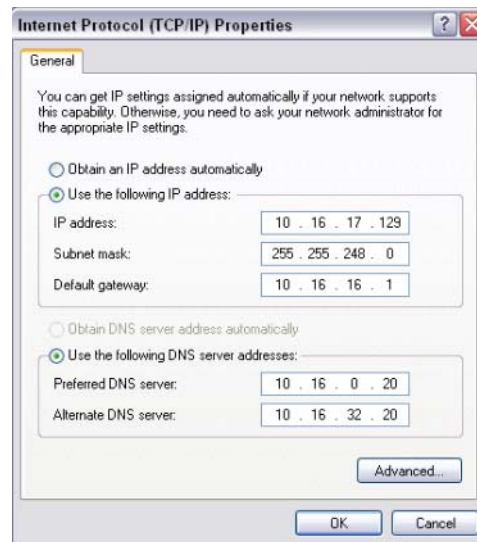 Internet Protocol (TCP/IP) Properties
General
You can get IP settings assigned automatically if your network supports
this capability. Otherwise, you need to ask your network administrator for
the appropriate IP settings.
Obtain an IP address automatically
Use the following IP address:
IP address: 10 . 16 . 17 . 129
Subnet mask: 255 . 255 . 248 . 0
Default gateway: 10 . 16 . 16 . 1
Obtain DNS server address automatically
Use the following DNS server addresses:
Preferred DNS server: 10 . 16 . 0 . 20
Alternate DNS server: 10 . 16 . 32 . 20
Advanced...
OK Cancel